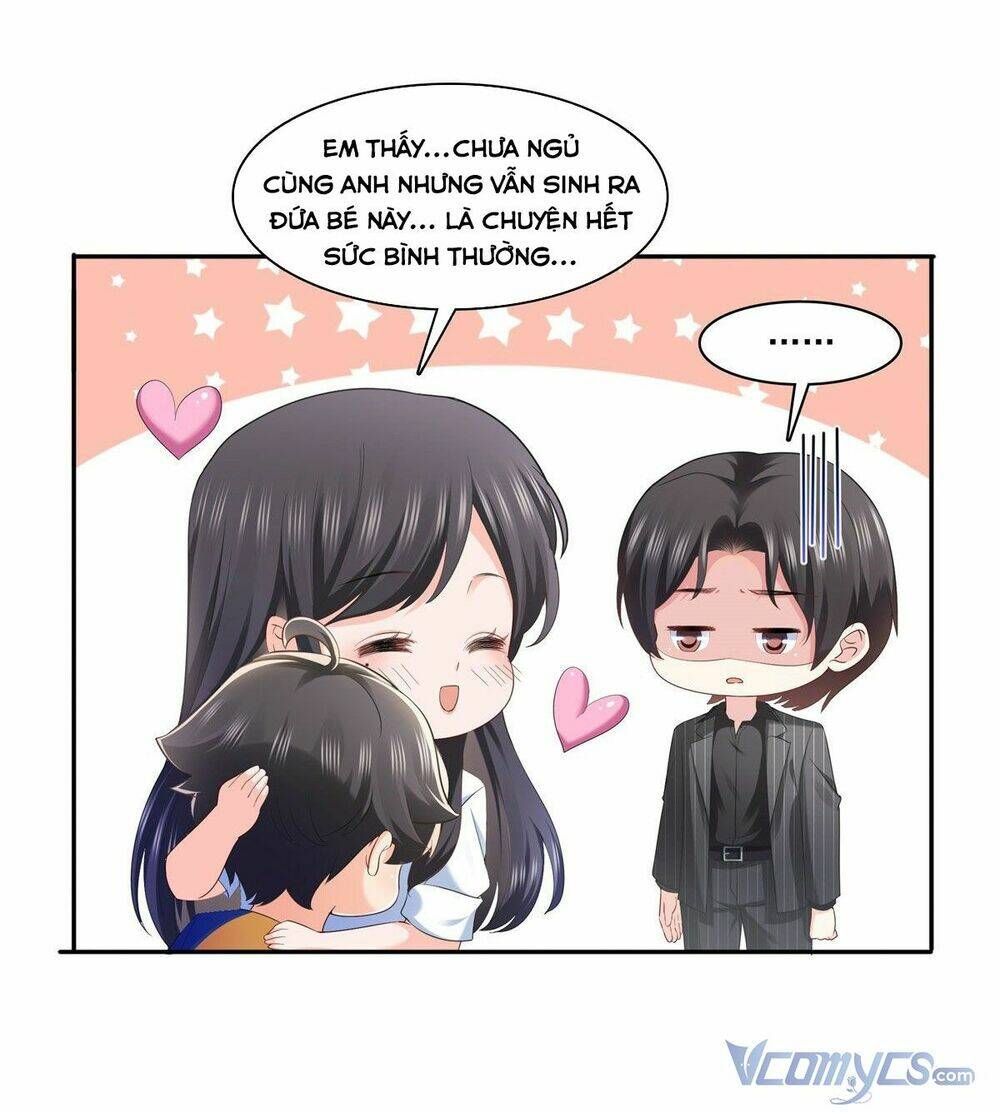 EM THẤY...CHƯA NGỦ
CÙNG ANH NHƯNG VẪN SINH RA
ĐỨA BÉ NÀY... LÀ CHUYỆN HẾT
SỨC BÌNH THƯỜNG...
......
VCOMYCS.com